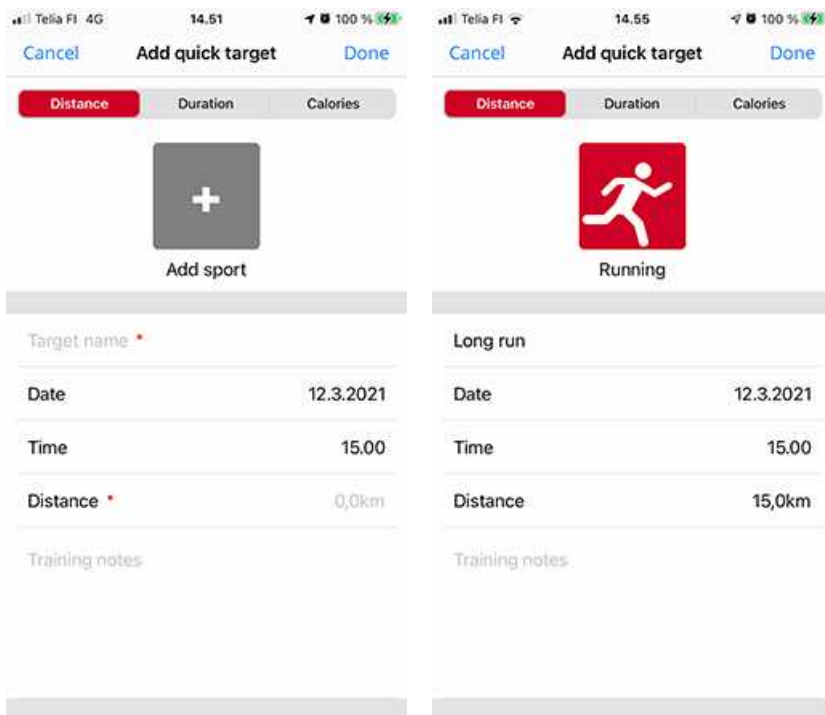 Telia FI 4G 14.51 100 %
Cancel Add quick target Done
Distance Duration Calories
+
Add sport
Target name *
Date 12.3.2021
Time 15.00
Distance * 0,0km
Training notes
Telia FI 14.55 100 %
Cancel Add quick target Done
Distance Duration Calories
Running
Long run
Date 12.3.2021
Time 15.00
Distance 15,0km
Training notes